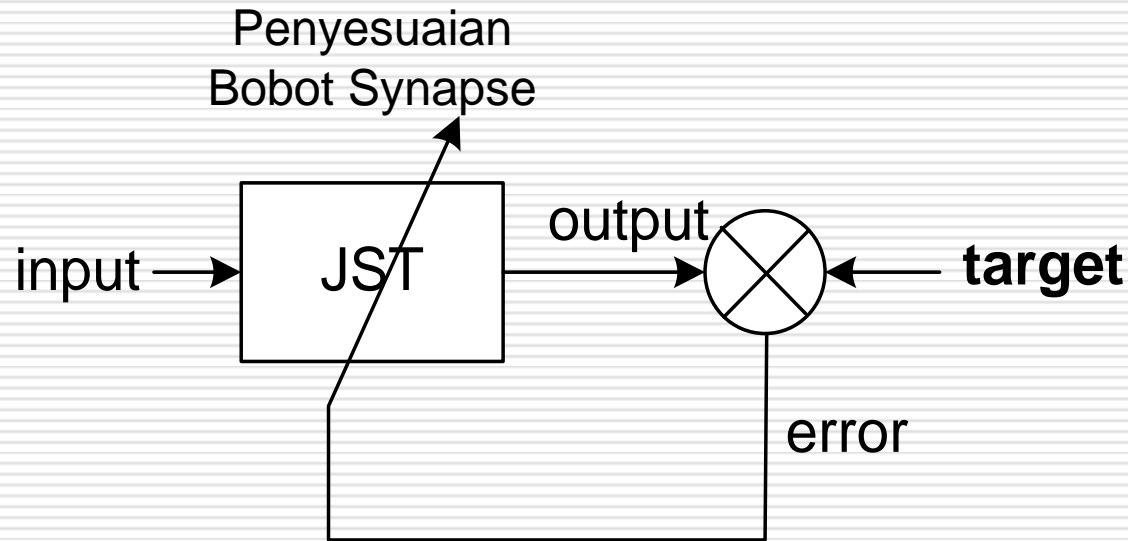 Penyesuaian
Bobot Synapse
input
JST
output
target
error